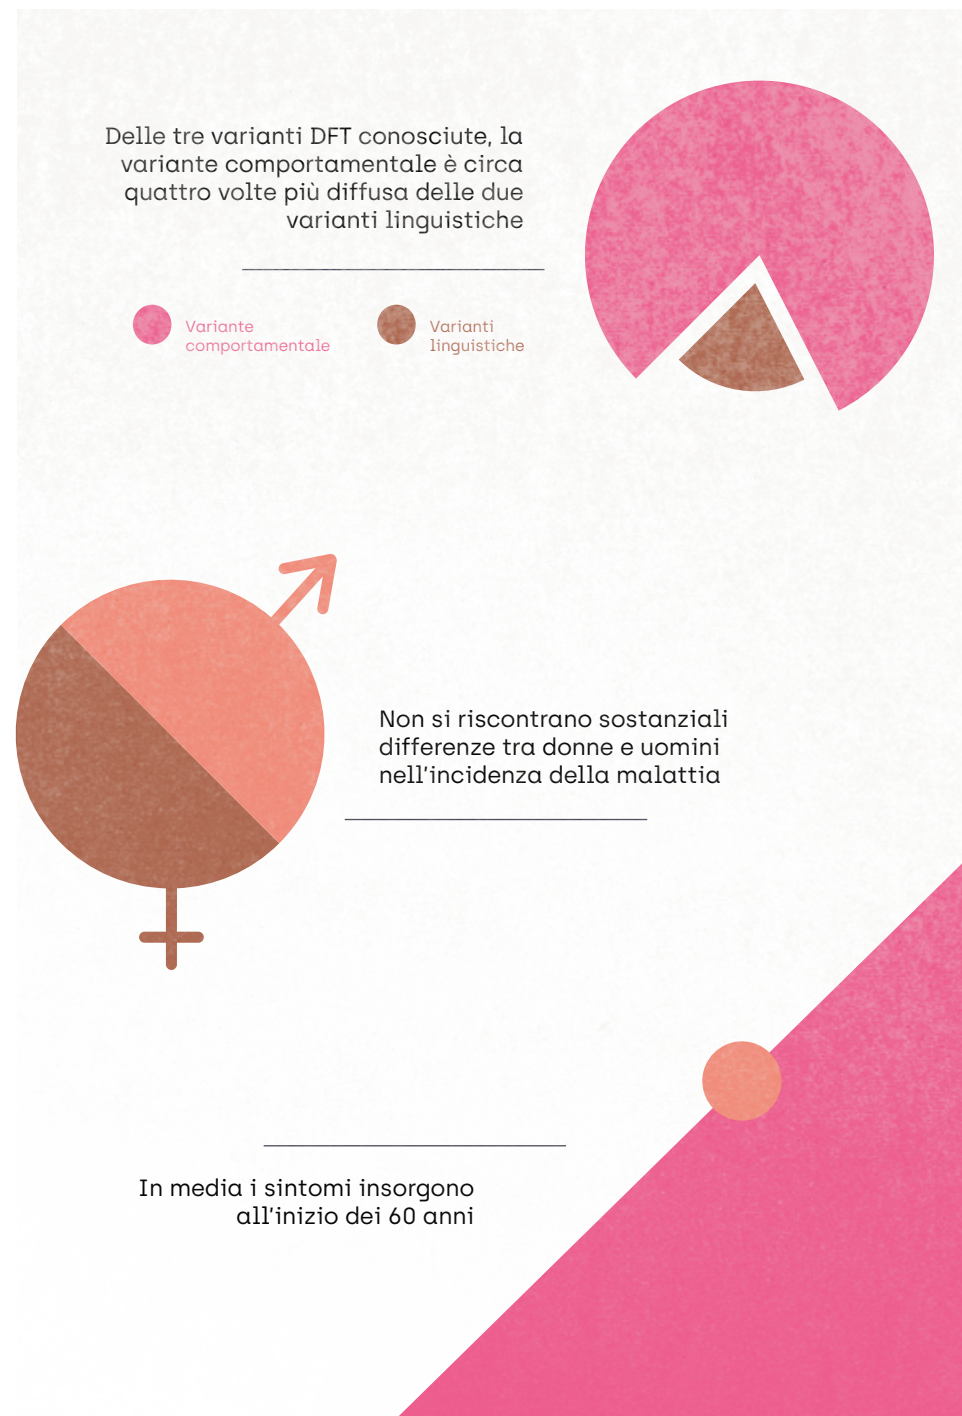 Delle tre varianti DFT conosciute, la
variante comportamentale è circa
quattro volte più diffusa delle due
varianti linguistiche
Variante
comportamentale
Varianti
linguistiche
Non si riscontrano sostanziali
differenze tra donne e uomini
nell'incidenza della malattia
In media i sintomi insorgono
all'inizio dei 60 anni